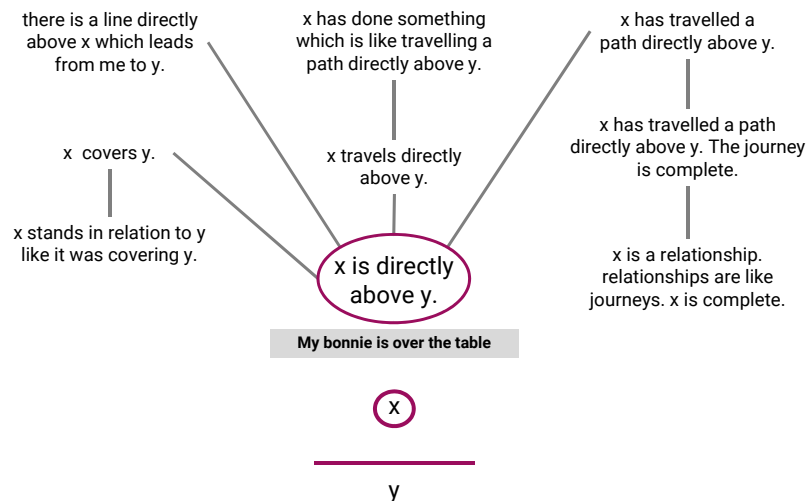 there is a line directly
above x which leads
from me to y.
x has done something
which is like travelling a
path directly above y.
x has travelled a
path directly above y.
x covers y.
x travels directly
above y.
x has travelled a path
directly above y. The journey
is complete.
x stands in relation to y
like it was covering y.
x is directly
above y.
x is a relationship.
relationships are like
journeys. x is complete.
My bonnie is over the table
x
y